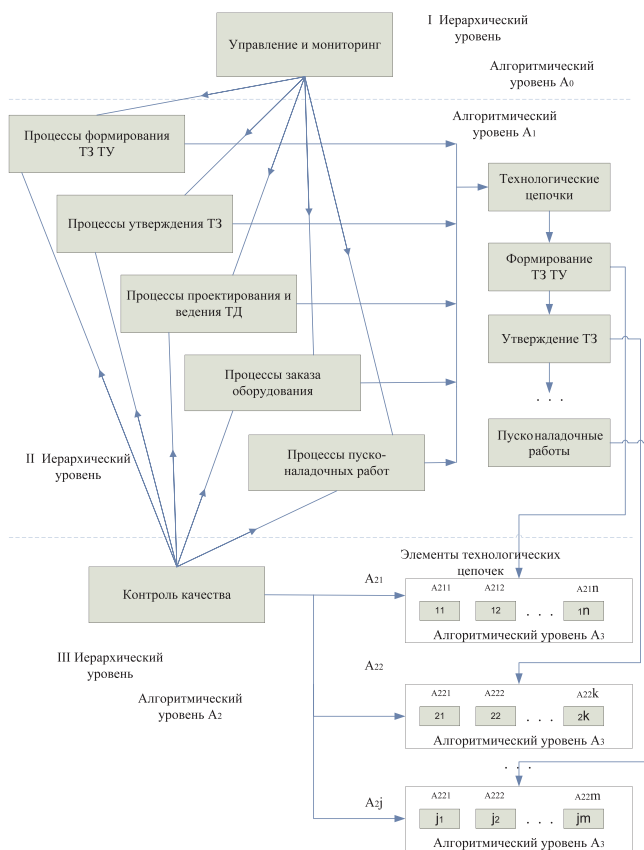 Управление и мониторинг
I Иерархический
уровень
Алгоритмический
уровень A0
Алгоритмический
уровень A1
Процессы формирования
ТЗ ТУ
Технологические
цепочки
Процессы утверждения ТЗ
Формирование
ТЗ ТУ
Процессы проектирования и
ведения ТД
Утверждение ТЗ
Процессы заказа
оборудования
. . .
Процессы пуско-
наладочных работ
Пусконаладочные
работы
II Иерархический
уровень
Элементы технологических
цепочек
Контроль качества
A21
A211 A212 A21n
11 12 . . . 1n
Алгоритмический уровень A3
III Иерархический
уровень
Алгоритмический
уровень A2
A22
A221 A222 A22k
21 22 . . . 2k
Алгоритмический уровень A3
. . .
A2j
A221 A222 A22m
j1 j2 . . . jm
Алгоритмический уровень A3